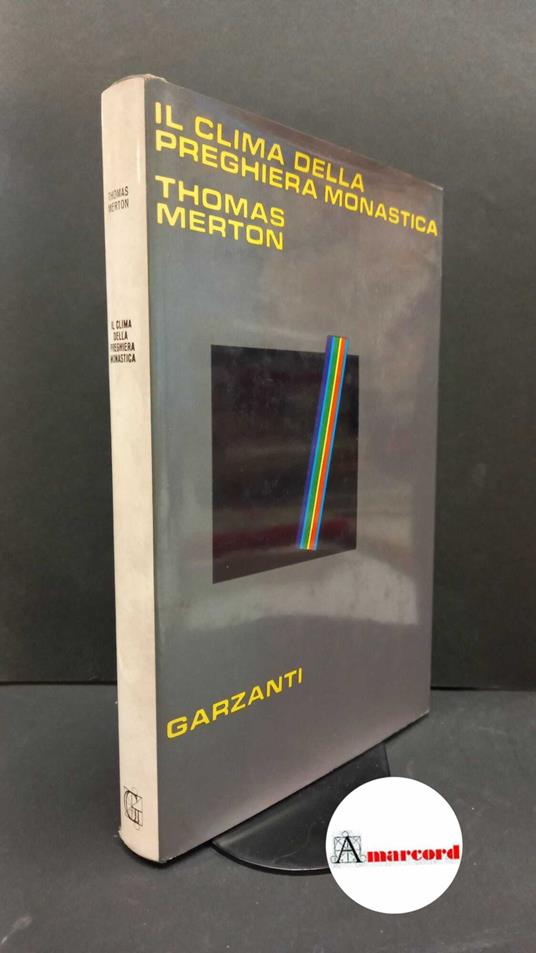 IL CLIMA DELLA
PREGHIERA MONASTICA
THOMAS
MERTON
GARZANTI
THOMAS
MERTON
IL CLIMA
DELLA
PREGHIERA
MONASTICA
G
Amarcord